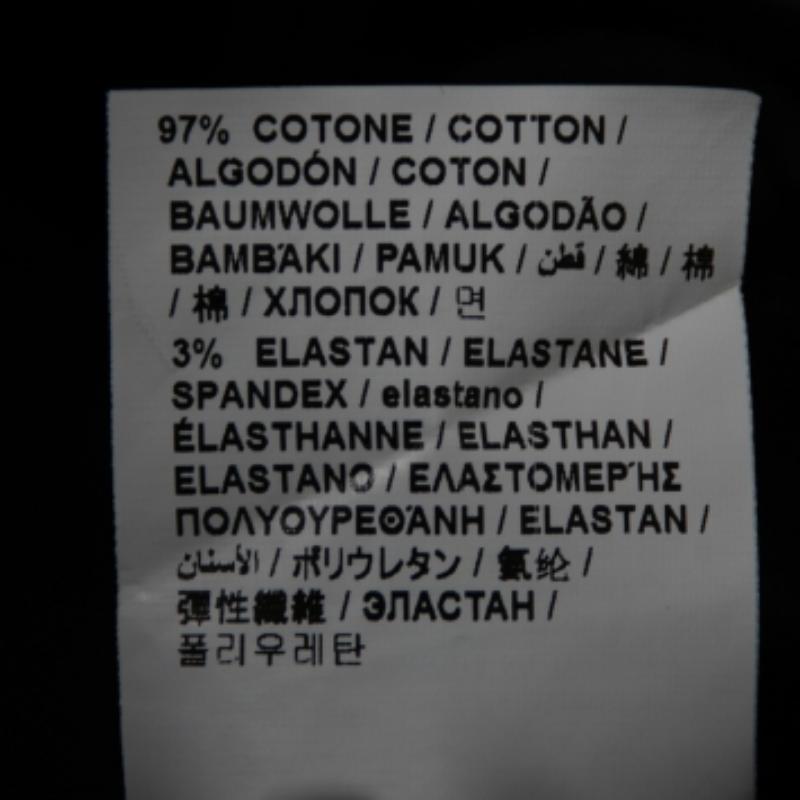 97% COTONE / COTTON /
ALGODÓN / COTON /
BAUMWOLLE / ALGODÃO /
BAMBΆKI / PAMUK / قطن / 綿 / 棉
/ 棉 / ХЛОПОК / 면
3% ELASTAN / ELASTANE /
SPANDEX / elastano /
ÉLASTHANNE / ELASTHAN /
ELASTANO / ΕΛΑΣΤΟΜΕΡΉΣ
ΠΟΛΥΟΥΡΕΘΆΝΗ / ELASTAN /
الأستان / ポリウレタン / 氨纶 /
彈性纖維 / ЭЛАСТАН /
폴리우레탄